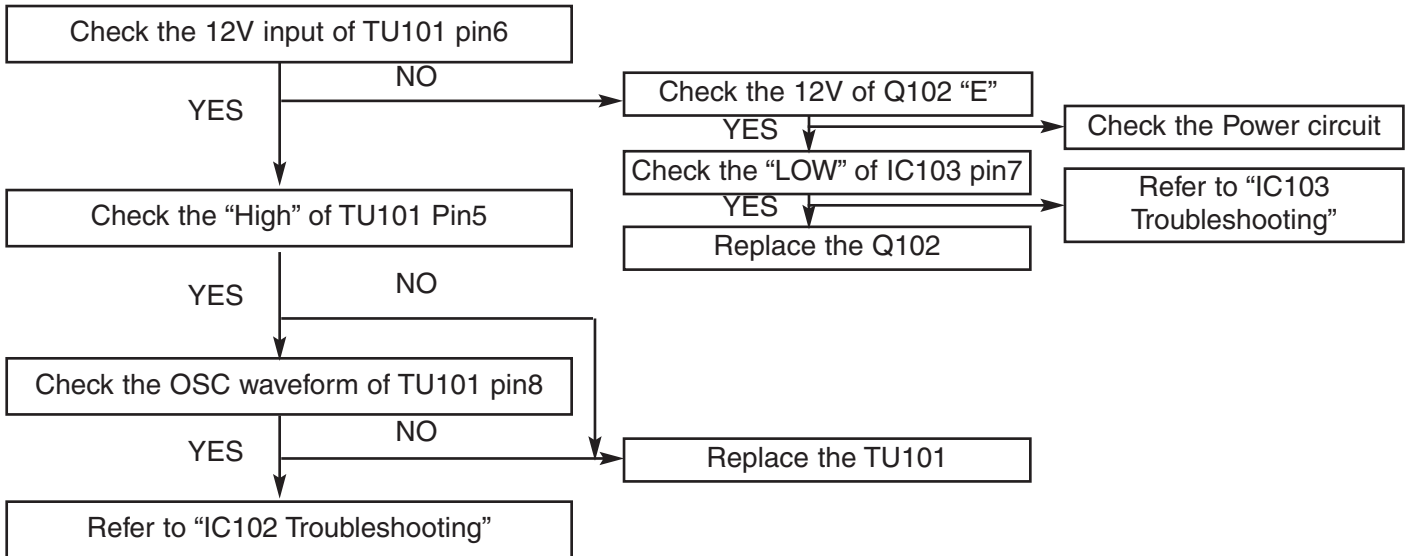 Check the 12V input of TU101 pin6
NO
YES
Check the 12V of Q102 “E”
YES
Check the Power circuit
Check the “LOW” of IC103 pin7
YES
Refer to “IC103
Troubleshooting”
Replace the Q102
Check the “High” of TU101 Pin5
NO
YES
Check the OSC waveform of TU101 pin8
NO
YES
Replace the TU101
Refer to “IC102 Troubleshooting”